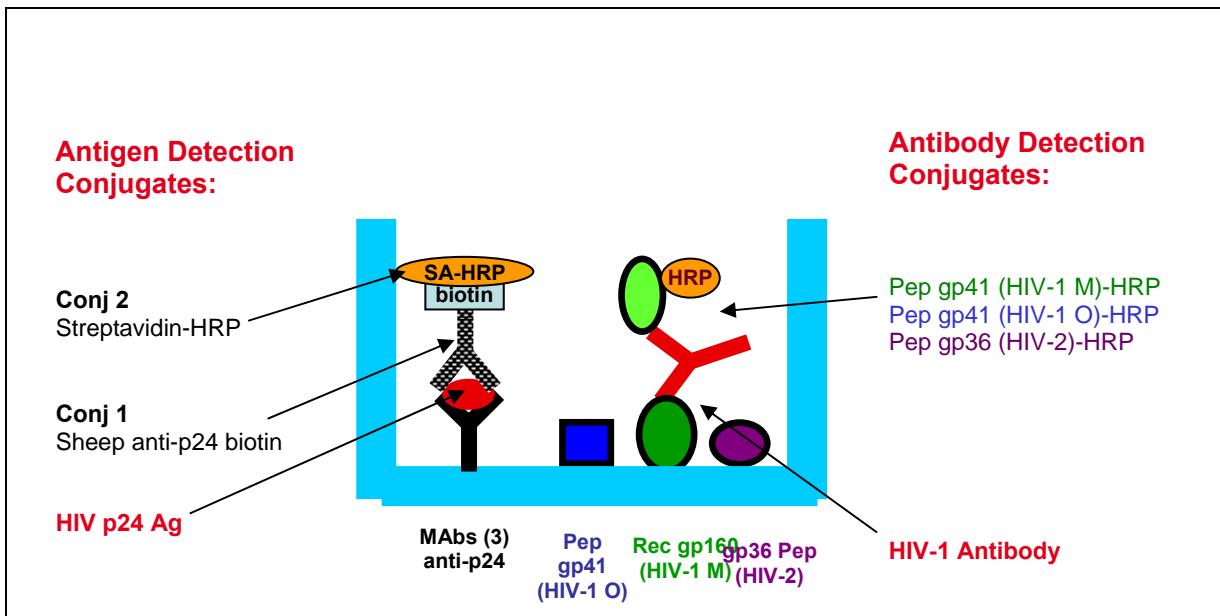 Antigen Detection
Conjugates:
Antibody Detection
Conjugates:
SA-HRP
biotin
HRP
Conj 2
Streptavidin-HRP
Pep gp41 (HIV-1 M)-HRP
Pep gp41 (HIV-1 O)-HRP
Pep gp36 (HIV-2)-HRP
Conj 1
Sheep anti-p24 biotin
HIV p24 Ag
MAbs (3)
anti-p24
Pep
gp41
(HIV-1 O)
Rec gp160
(HIV-1 M)
gp36 Pep
(HIV-2)
HIV-1 Antibody